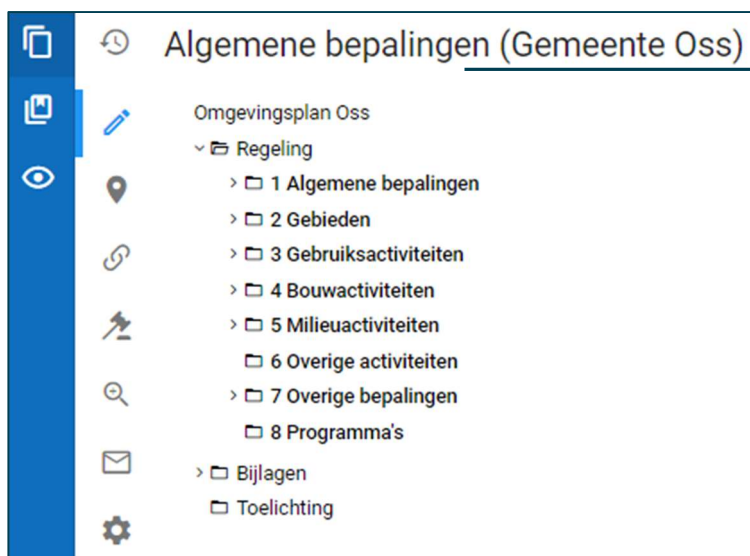 Algemene bepalingen (Gemeente Oss)
Omgevingsplan Oss
Regeling
1 Algemene bepalingen
2 Gebieden
3 Gebruiksactiviteiten
4 Bouwactiviteiten
5 Milieuactiviteiten
6 Overige activiteiten
7 Overige bepalingen
8 Programma's
Bijlagen
Toelichting